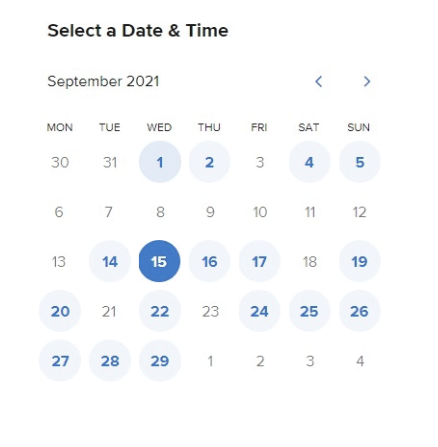 Select a Date & Time
September 2021
MON TUE WED THU FRI SAT SUN
30 31 1 2 3 4 5
6 7 8 9 10 11 12
13 14 15 16 17 18 19
20 21 22 23 24 25 26
27 28 29 1 2 3 4